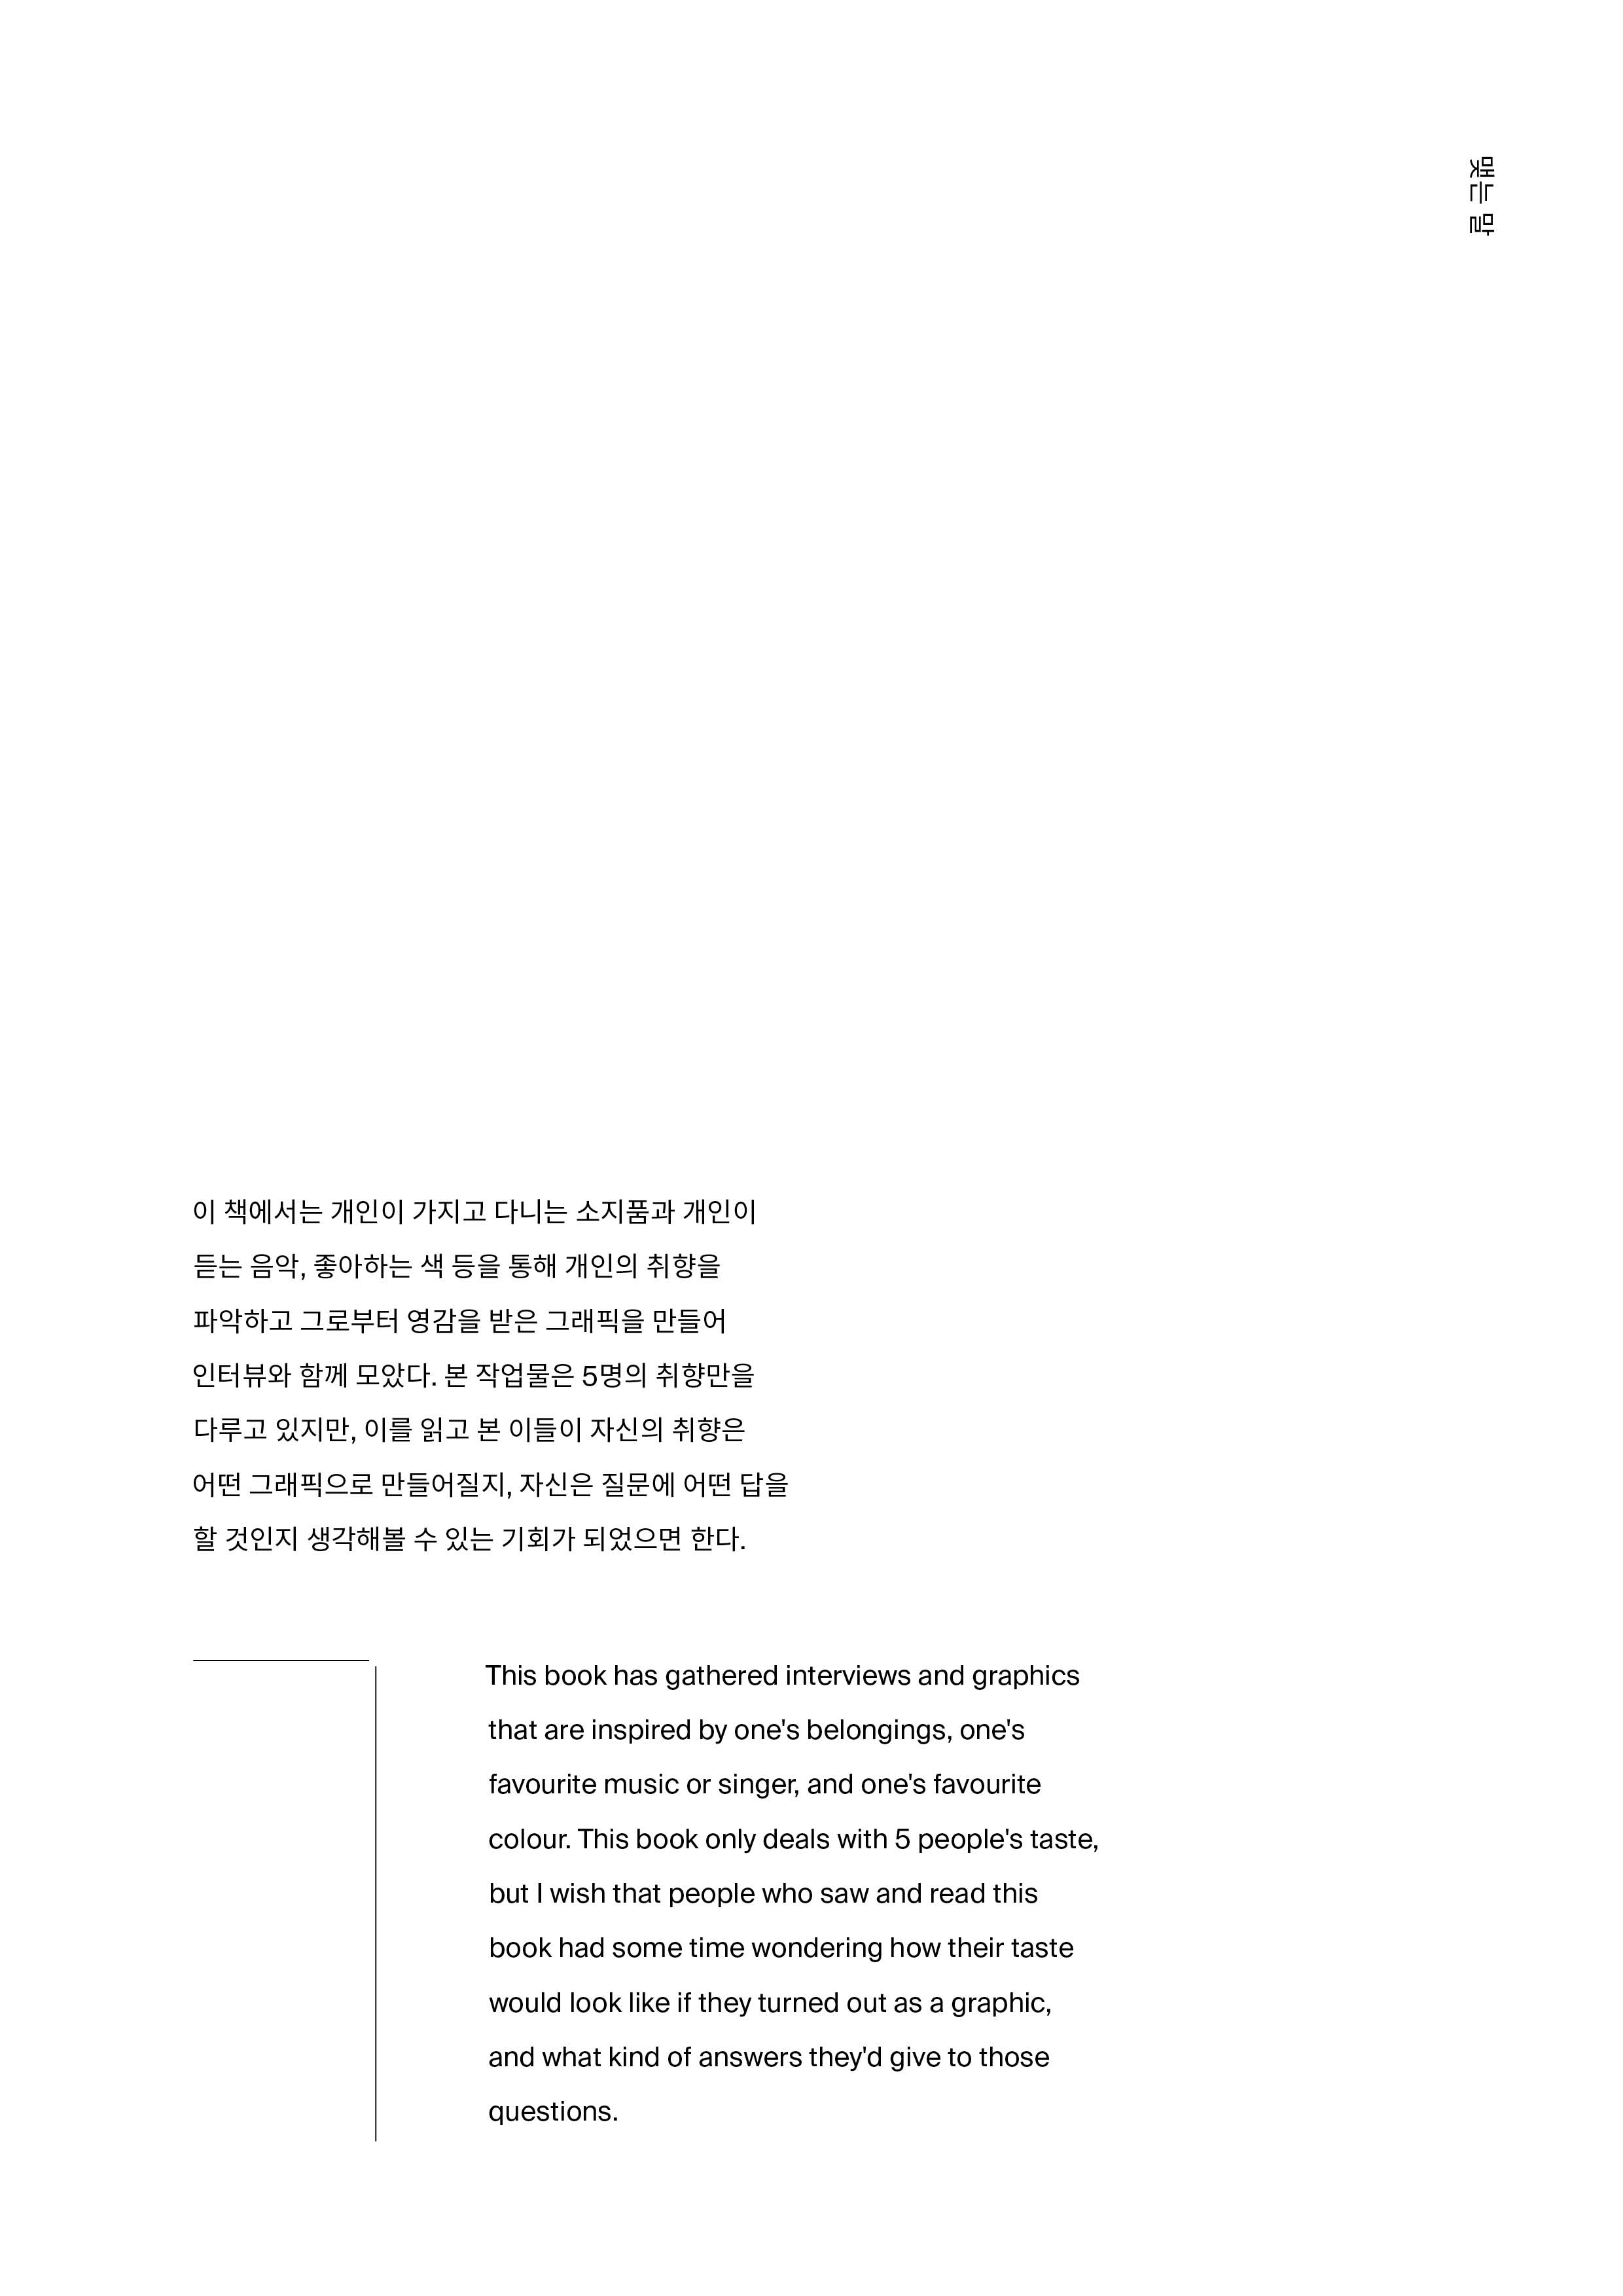 맺는 말
이 책에서는 개인이 가지고 다니는 소지품과 개인이
듣는 음악, 좋아하는 색 등을 통해 개인의 취향을
파악하고 그로부터 영감을 받은 그래픽을 만들어
인터뷰와 함께 모았다. 본 작업물은 5명의 취향만을
다루고 있지만, 이를 읽고 본 이들이 자신의 취향은
어떤 그래픽으로 만들어질지, 자신은 질문에 어떤 답을
할 것인지 생각해볼 수 있는 기회가 되었으면 한다.
This book has gathered interviews and graphics
that are inspired by one's belongings, one's
favourite music or singer, and one's favourite
colour. This book only deals with 5 people's taste,
but I wish that people who saw and read this
book had some time wondering how their taste
would look like if they turned out as a graphic,
and what kind of answers they'd give to those
questions.